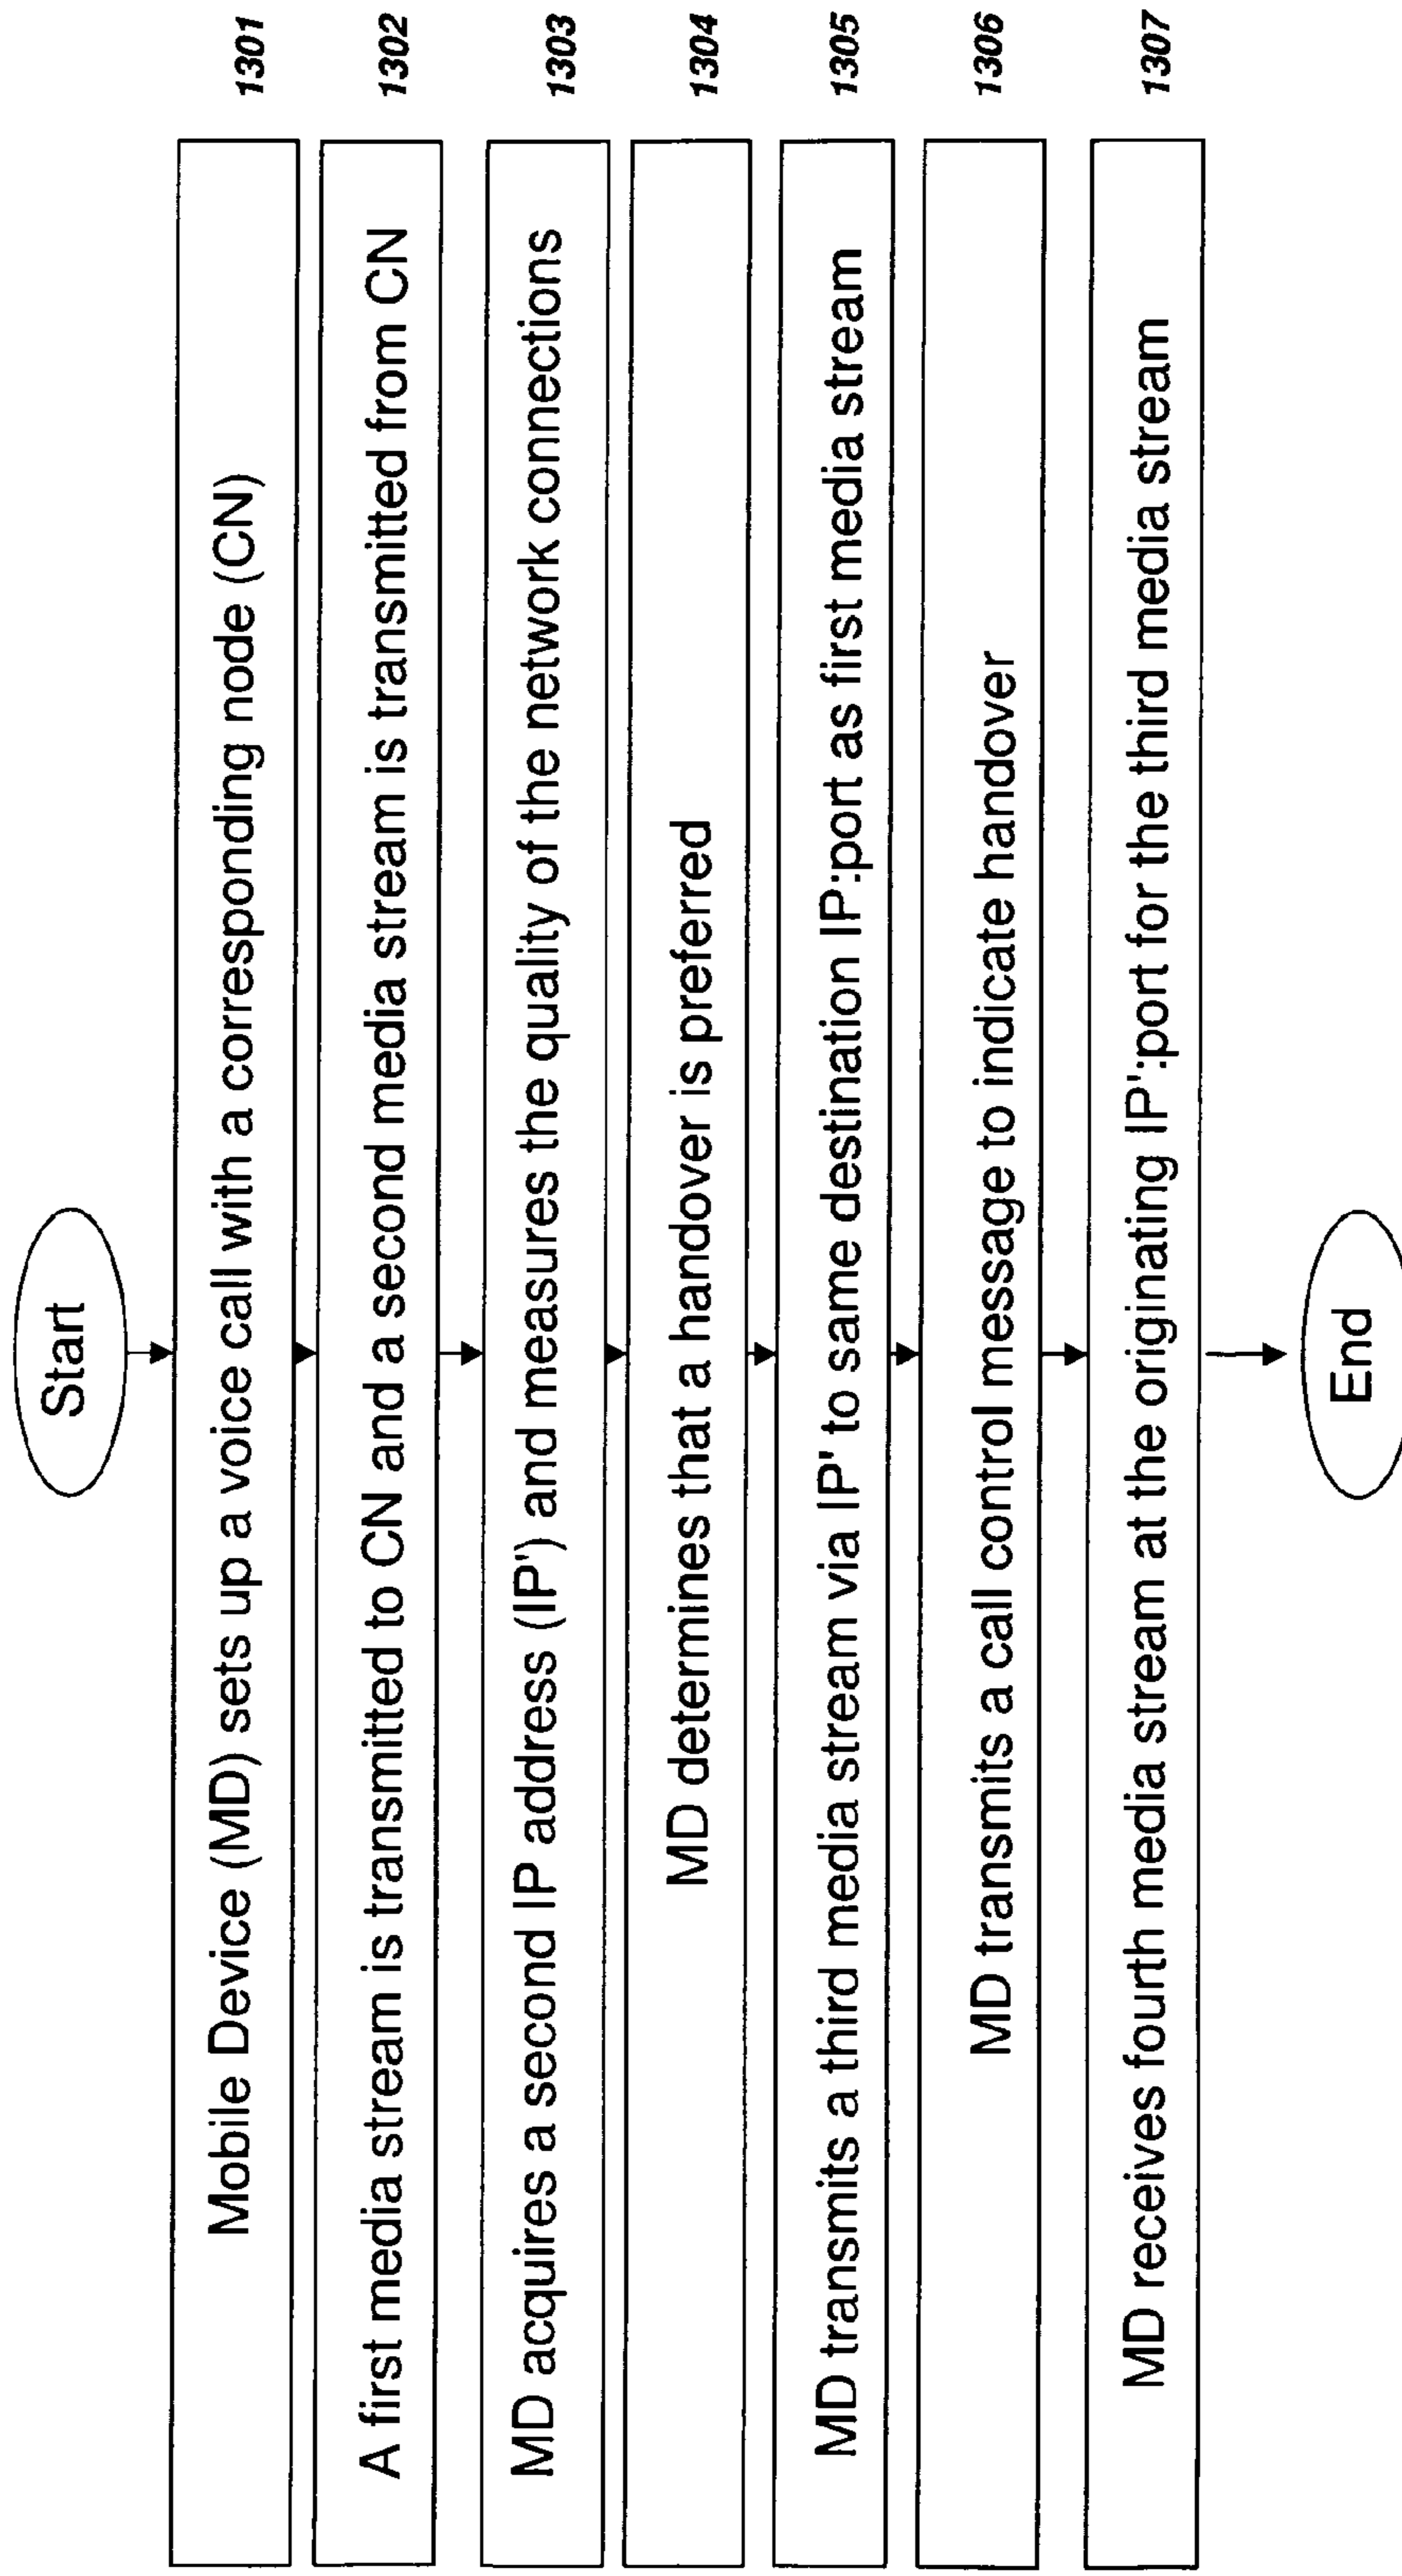 Start
Mobile Device (MD) sets up a voice call with a corresponding node (CN) 1301
A first media stream is transmitted to CN and a second media stream is transmitted from CN 1302
MD acquires a second IP address (IP') and measures the quality of the network connections 1303
MD determines that a handover is preferred 1304
MD transmits a third media stream via IP' to same destination IP:port as first media stream 1305
MD transmits a call control message to indicate handover 1306
MD receives fourth media stream at the originating IP':port for the third media stream 1307
End